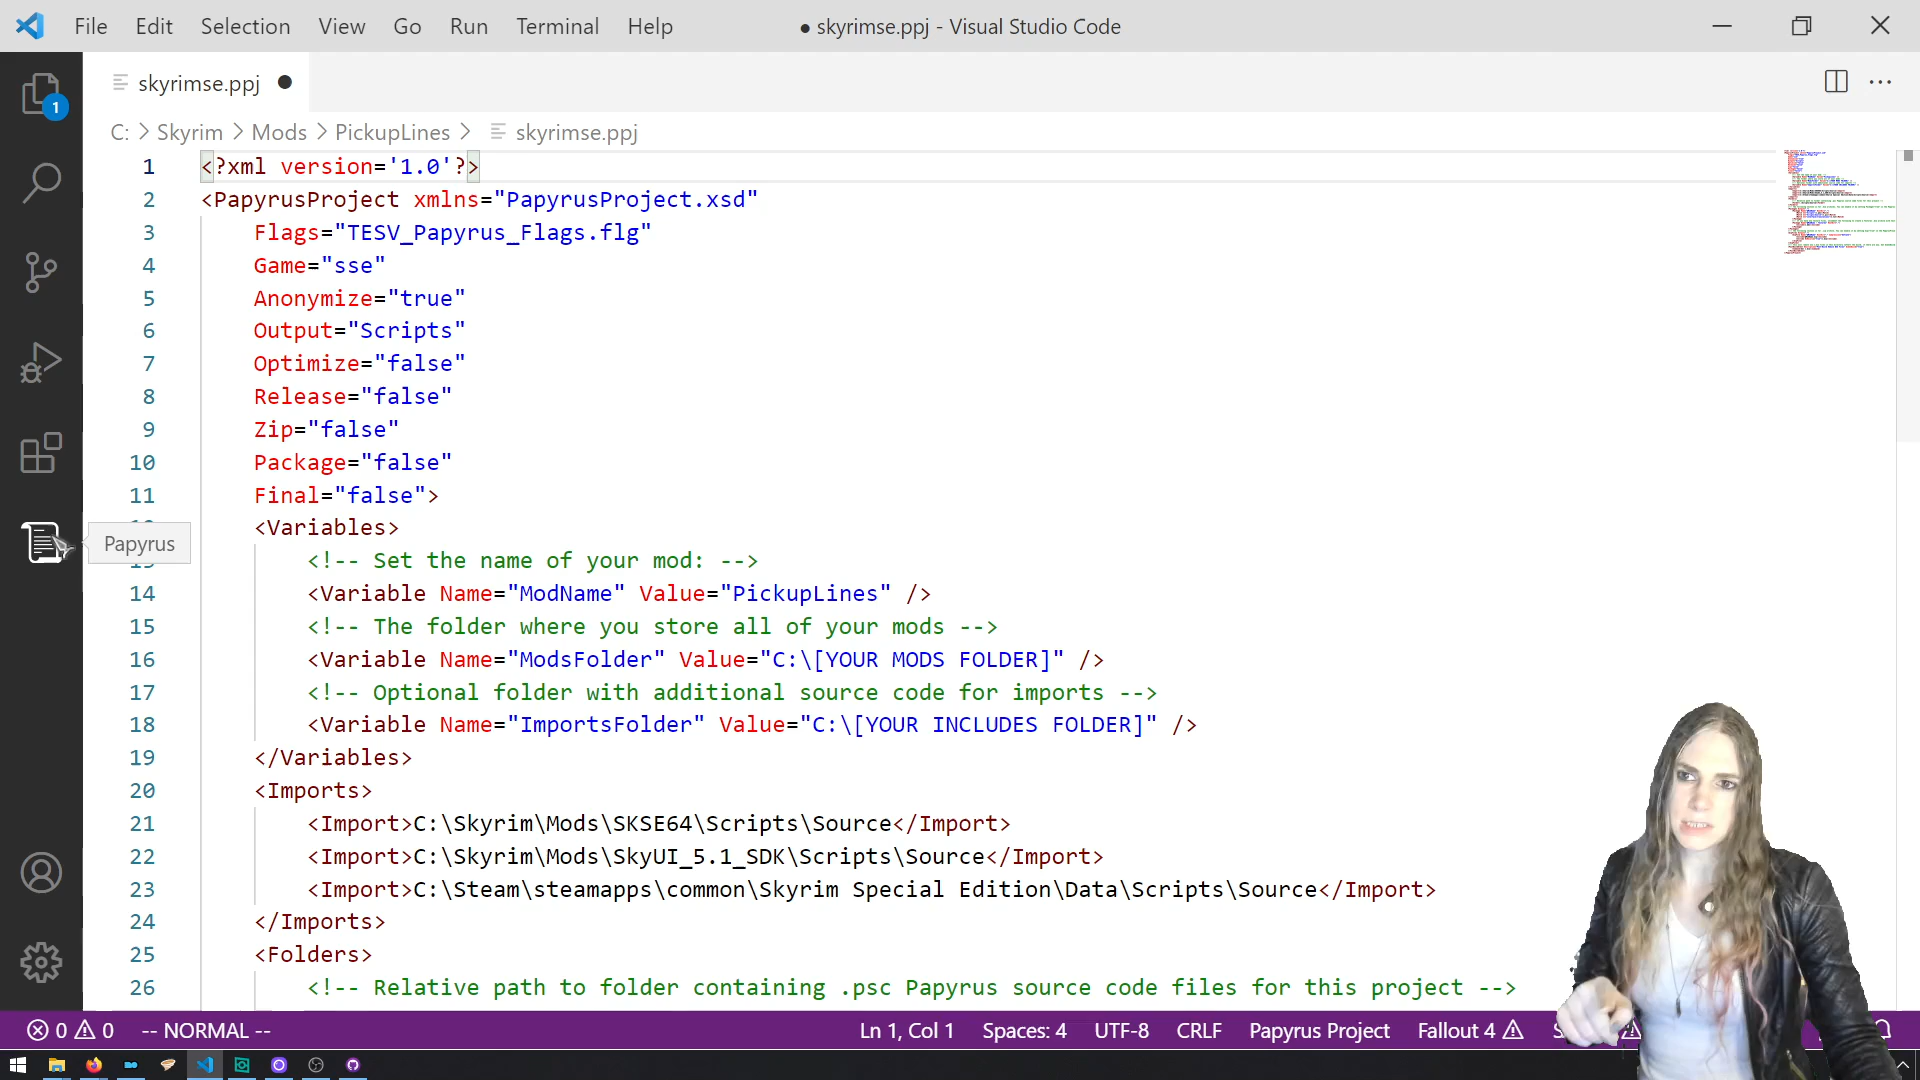 File Edit Selection View Go Run Terminal Help
● skyrimse.ppj - Visual Studio Code
skyrimse.ppj ●
1
C: > Skyrim > Mods > PickupLines > skyrimse.ppj
1 <?xml version='1.0'?>
2 <PapyrusProject xmlns="PapyrusProject.xsd"
3 Flags="TESV_Papyrus_Flags.flg"
4 Game="sse"
5 Anonymize="true"
6 Output="Scripts"
7 Optimize="false"
8 Release="false"
9 Zip="false"
10 Package="false"
11 Final="false">
<Variables>
Papyrus
<!-- Set the name of your mod: -->
14 <Variable Name="ModName" Value="PickupLines" />
15 <!-- The folder where you store all of your mods -->
16 <Variable Name="ModsFolder" Value="C:\[YOUR MODS FOLDER]" />
17 <!-- Optional folder with additional source code for imports -->
18 <Variable Name="ImportsFolder" Value="C:\[YOUR INCLUDES FOLDER]" />
19 </Variables>
20 <Imports>
21 <Import>C:\Skyrim\Mods\SKSE64\Scripts\Source</Import>
22 <Import>C:\Skyrim\Mods\SkyUI_5.1_SDK\Scripts\Source</Import>
23 <Import>C:\Steam\steamapps\common\Skyrim Special Edition\Data\Scripts\Source</Import>
24 </Imports>
25 <Folders>
26 <!-- Relative path to folder containing .psc Papyrus source code files for this project -->
0 0 -- NORMAL -- Ln 1, Col 1 Spaces: 4 UTF-8 CRLF Papyrus Project Fallout 4